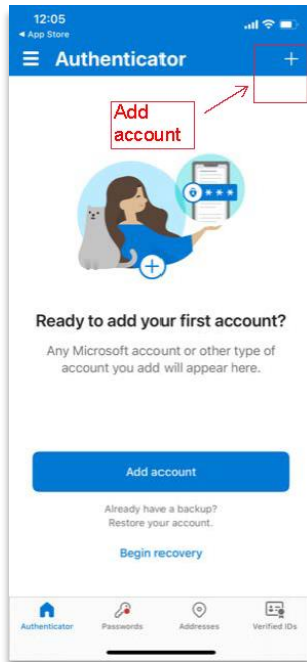 12:05
App Store
Authenticator
Add
account
Ready to add your first account?
Any Microsoft account or other type of
account you add will appear here.
Add account
Already have a backup?
Restore your account.
Begin recovery
Authenticator Passwords Addresses Verified IDs